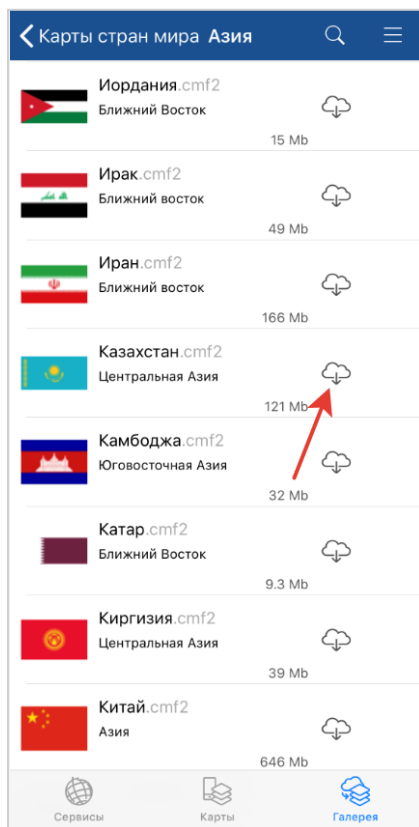 Карты стран мира Азия
Иордания.cmf2
Ближний Восток
15 Mb
Ирак.cmf2
Ближний восток
49 Mb
Иран.cmf2
Ближний восток
166 Mb
Казахстан.cmf2
Центральная Азия
121 Mb
Камбоджа.cmf2
Юговосточная Азия
32 Mb
Катар.cmf2
Ближний Восток
9.3 Mb
Киргизия.cmf2
Центральная Азия
39 Mb
Китай.cmf2
Азия
646 Mb
Сервисы Карты Галерея